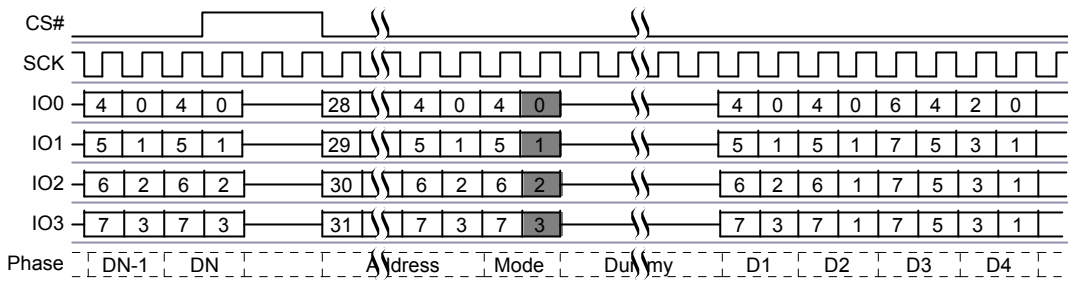 CS#
SCK
IO0 4 0 4 0 28 4 0 4 0 4 0 4 0 6 4 2 0
IO1 5 1 5 1 29 5 1 5 1 5 1 5 1 7 5 3 1
IO2 6 2 6 2 30 6 2 6 2 6 2 6 1 7 5 3 1
IO3 7 3 7 3 31 7 3 7 3 7 3 7 1 7 5 3 1
Phase DN-1 DN Address Mode Dummy D1 D2 D3 D4